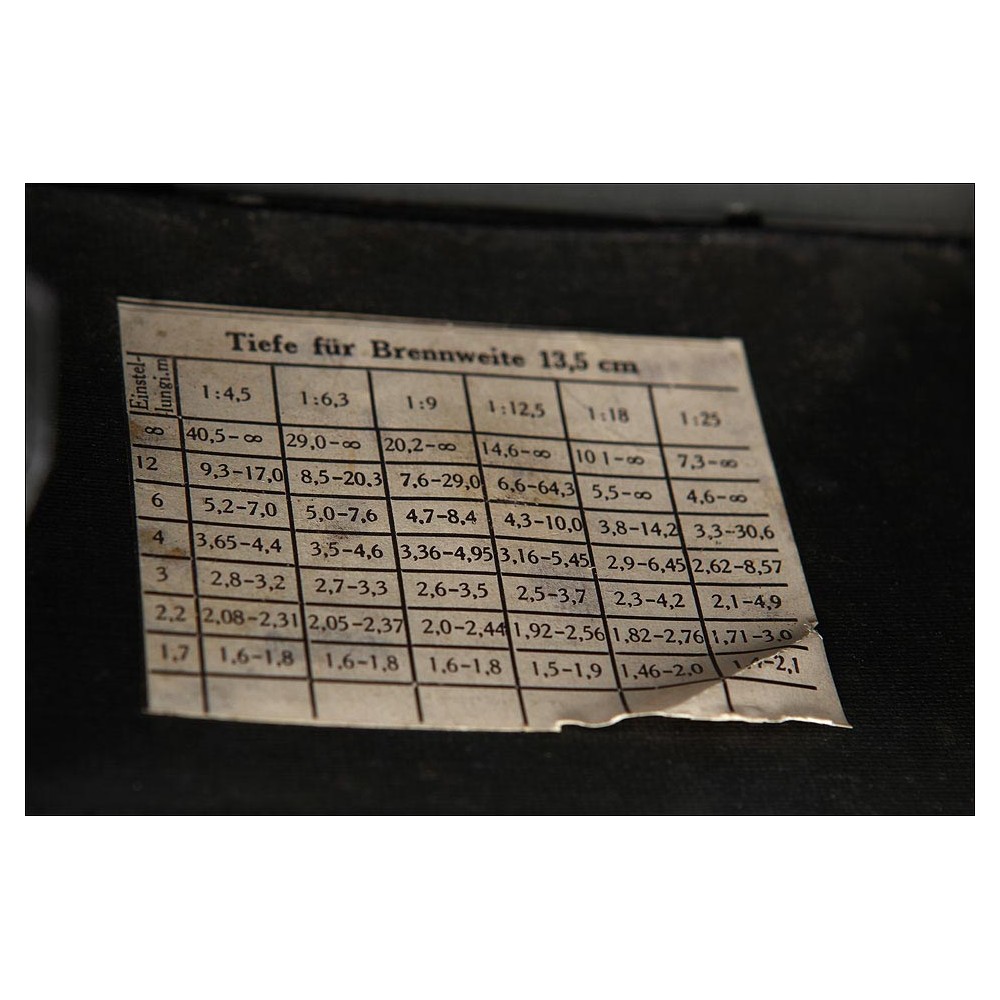 Tiefe für Brennweite 13,5 cm
Einstel-
lung i.m 1:4,5 1:6,3 1:9 1:12,5 1:18 1:25
∞ 40,5-∞ 29,0-∞ 20,2-∞ 14,6-∞ 10 1-∞ 7,3-∞
12 9,3-17,0 8,5-20,3 7,6-29,0 6,6-64,3 5,5-∞ 4,6-∞
6 5,2-7,0 5,0-7,6 4,7-8,4 4,3-10,0 3,8-14,2 3,3-30,6
4 3,65-4,4 3,5-4,6 3,36-4,95 3,16-5,45 2,9-6,45 2,62-8,57
3 2,8-3,2 2,7-3,3 2,6-3,5 2,5-3,7 2,3-4,2 2,1-4,9
2,2 2,08-2,31 2,05-2,37 2,0-2,44 1,92-2,56 1,82-2,76 1,71-3,0
1,7 1,6-1,8 1,6-1,8 1,6-1,8 1,5-1,9 1,46-2,0